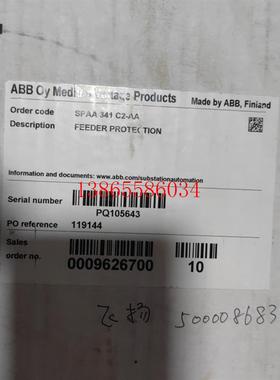 ABB Oy Medium Voltage Products
Made by ABB, Finland
Order code SPAA 341 C2-AA
Description FEEDER PROTECTION
Information and documents: www.abb.com/substationautomation
13865586034
Serial number PQ105643
PO reference 119144
Sales order no. 0009626700 10
500008683